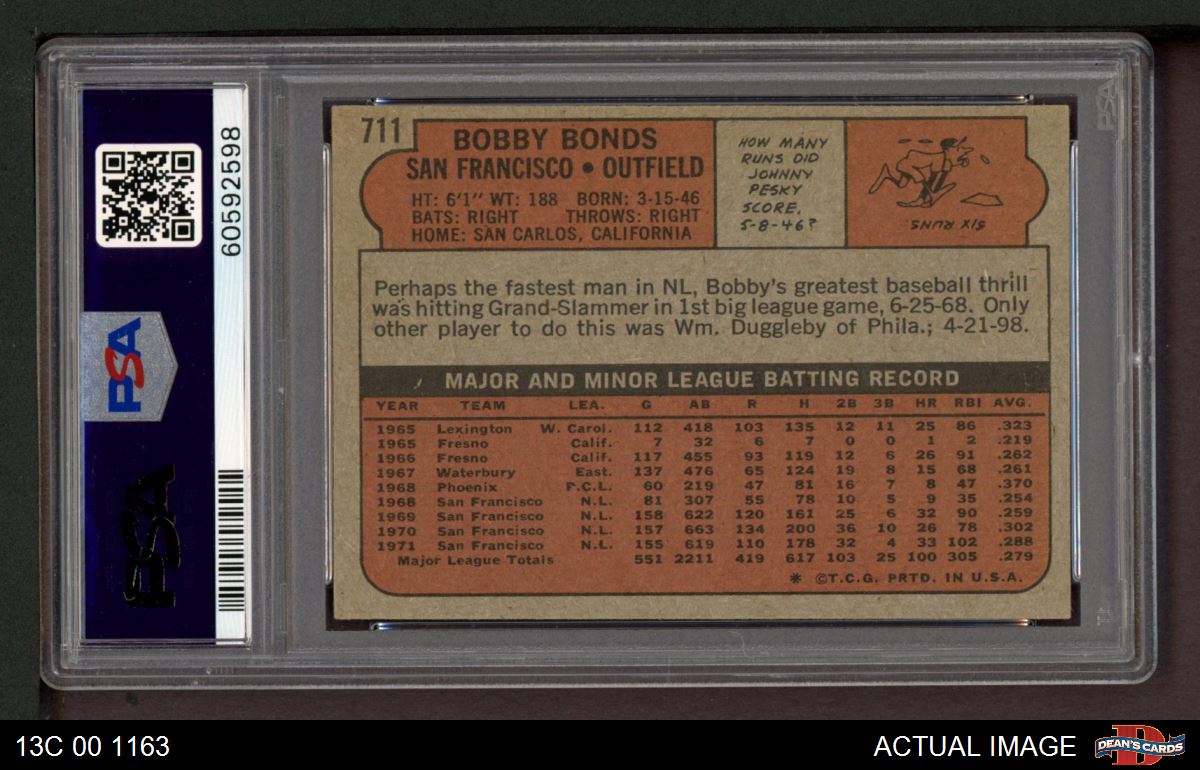 60592598
PSA
PSA
PSA
711
BOBBY BONDS
SAN FRANCISCO • OUTFIELD
HT: 6'1" WT: 188 BORN: 3-15-46
BATS: RIGHT THROWS: RIGHT
HOME: SAN CARLOS, CALIFORNIA
HOW MANY
RUNS DID
JOHNNY
PESKY
SCORE,
5-8-46?
SIX RUNS
Perhaps the fastest man in NL, Bobby's greatest baseball thrill
was hitting Grand-Slammer in 1st big league game, 6-25-68. Only
other player to do this was Wm. Duggleby of Phila.; 4-21-98.
MAJOR AND MINOR LEAGUE BATTING RECORD
YEAR TEAM LEA. G AB R H 2B 3B HR RBI AVG.
1965 Lexington W. Carol. 112 418 103 135 12 11 25 86 .323
1965 Fresno Calif. 7 32 6 7 0 0 1 2 .219
1966 Fresno Calif. 117 455 93 119 12 6 26 91 .262
1967 Waterbury East. 137 476 65 124 19 8 15 68 .261
1968 Phoenix P.C.L. 60 219 47 81 16 7 8 47 .370
1968 San Francisco N.L. 81 307 55 78 10 5 9 35 .254
1969 San Francisco N.L. 158 622 120 161 25 6 32 90 .259
1970 San Francisco N.L. 157 663 134 200 36 10 26 78 .302
1971 San Francisco N.L. 155 619 110 178 32 4 33 102 .288
Major League Totals 551 2211 419 617 103 25 100 305 .279
* ©T.C.G. PRTD. IN U.S.A.
13C 00 1163
ACTUAL IMAGE
DEAN'S CARDS